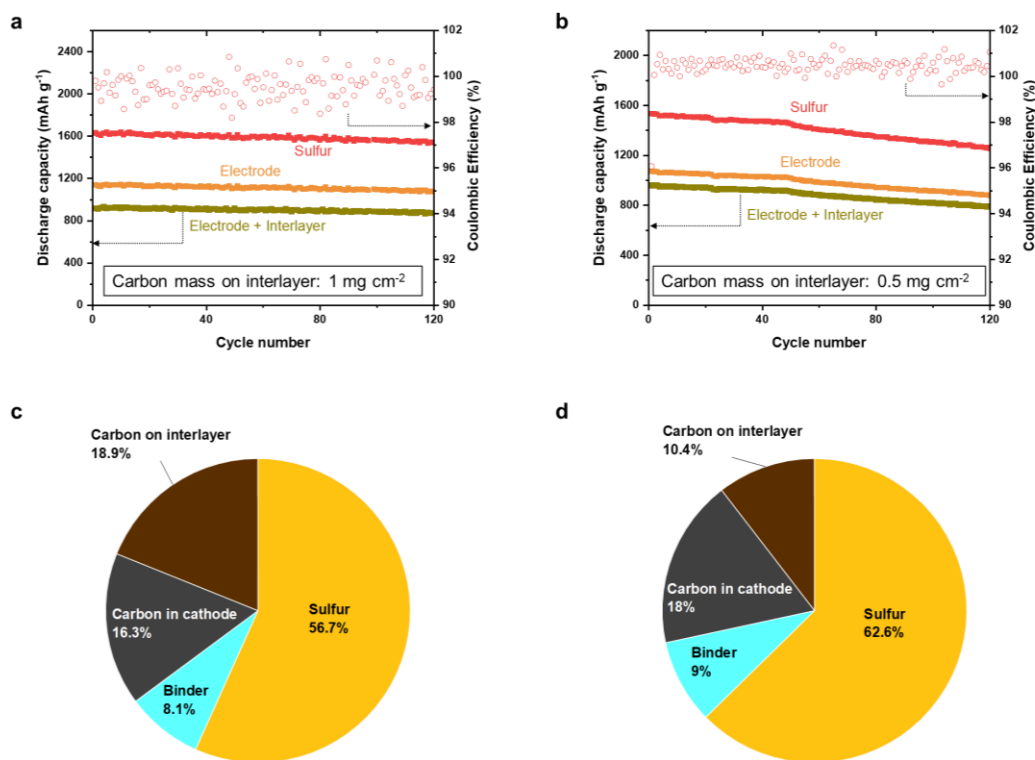 a
2400
2000
1600
1200
800
400
0
Discharge capacity (mAh g⁻¹)
102
100
98
96
94
92
90
Coulombic Efficiency (%)
Sulfur
Electrode
Electrode + Interlayer
Carbon mass on interlayer: 1 mg cm⁻²
0 40 80 120
Cycle number
b
2000
1600
1200
800
400
0
Discharge capacity (mAh g⁻¹)
102
100
98
96
94
92
90
Coulombic Efficiency (%)
Sulfur
Electrode
Electrode + Interlayer
Carbon mass on interlayer: 0.5 mg cm⁻²
0 40 80 120
Cycle number
c
Carbon on interlayer
18.9%
Carbon in cathode
16.3%
Binder
8.1%
Sulfur
56.7%
d
Carbon on interlayer
10.4%
Carbon in cathode
18%
Binder
9%
Sulfur
62.6%